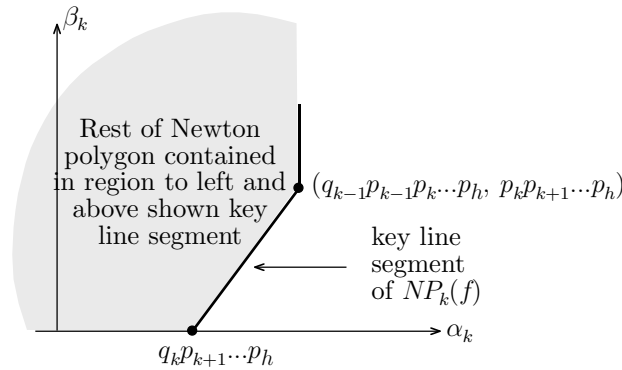 β_k
Rest of Newton
polygon contained
in region to left and
above shown key
line segment
(q_{k−1}p_{k−1}p_k...p_h, p_kp_{k+1}...p_h)
key line
segment
of NP_k(f)
α_k
q_kp_{k+1}...p_h